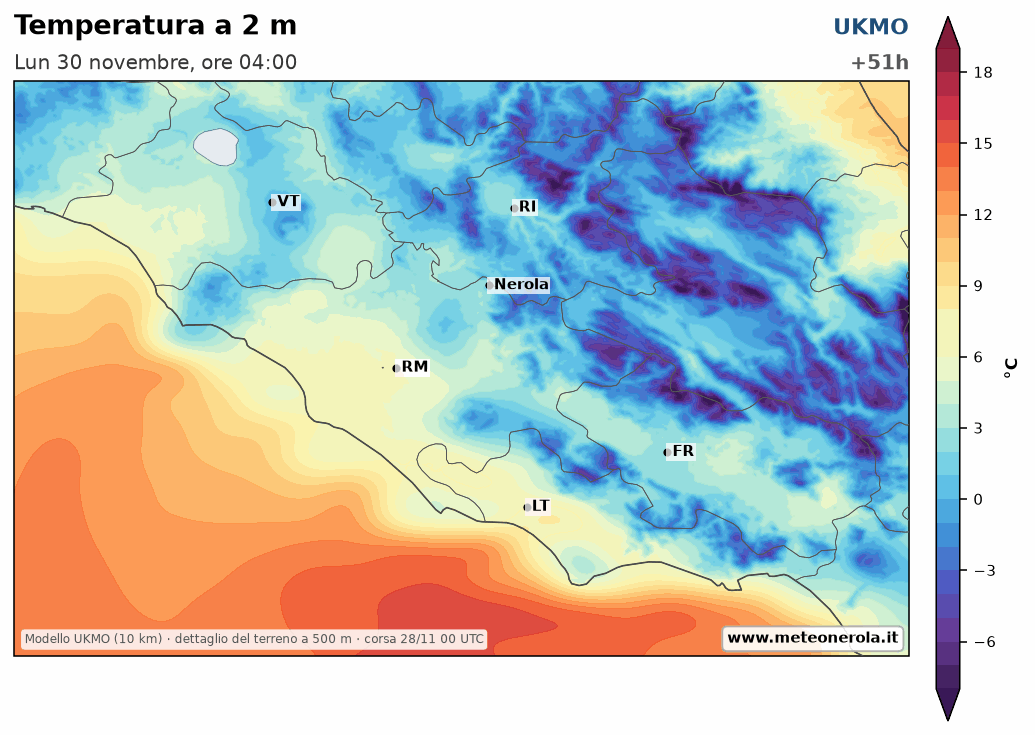 Temperatura a 2 m
UKMO
Lun 30 novembre, ore 04:00
+51h
VT
RI
Nerola
RM
FR
LT
18
15
12
9
6
3
0
−3
−6
°C
Modello UKMO (10 km) · dettaglio del terreno a 500 m · corsa 28/11 00 UTC
www.meteonerola.it